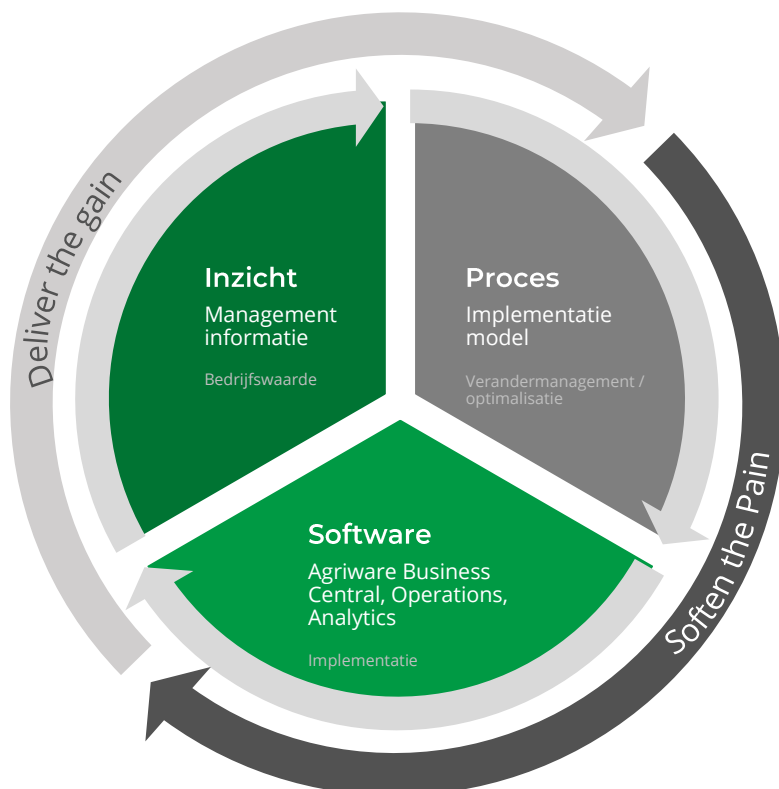 Deliver the gain
Inzicht
Management
informatie
Bedrijfswaarde
Proces
Implementatie
model
Verandermanagement /
optimalisatie
Software
Agriware Business
Central, Operations,
Analytics
Implementatie
Soften the Pain